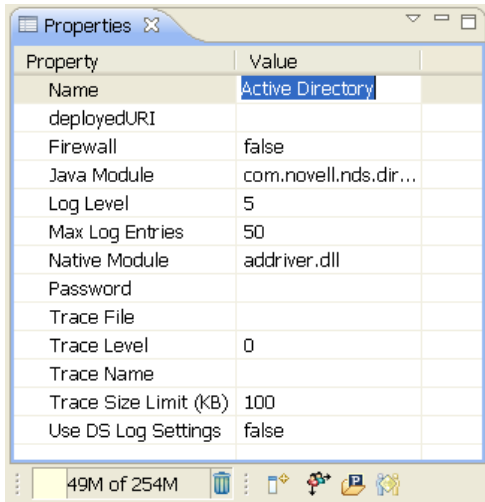 Properties
Property Value
Name Active Directory
deployedURI
Firewall false
Java Module com.novell.nds.dir...
Log Level 5
Max Log Entries 50
Native Module addriver.dll
Password
Trace File
Trace Level 0
Trace Name
Trace Size Limit (KB) 100
Use DS Log Settings false
49M of 254M